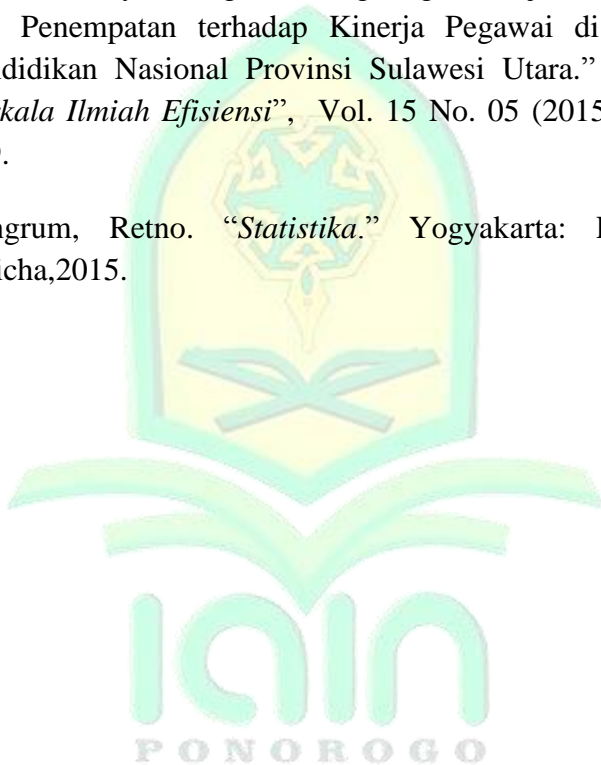 Penempatan terhadap Kinerja Pegawai di
didikan Nasional Provinsi Sulawesi Utara.”
kala Ilmiah Efisiensi”, Vol. 15 No. 05 (2015
ngrum, Retno. “Statistika.” Yogyakarta:
icha,2015.
iain
PONOROGO